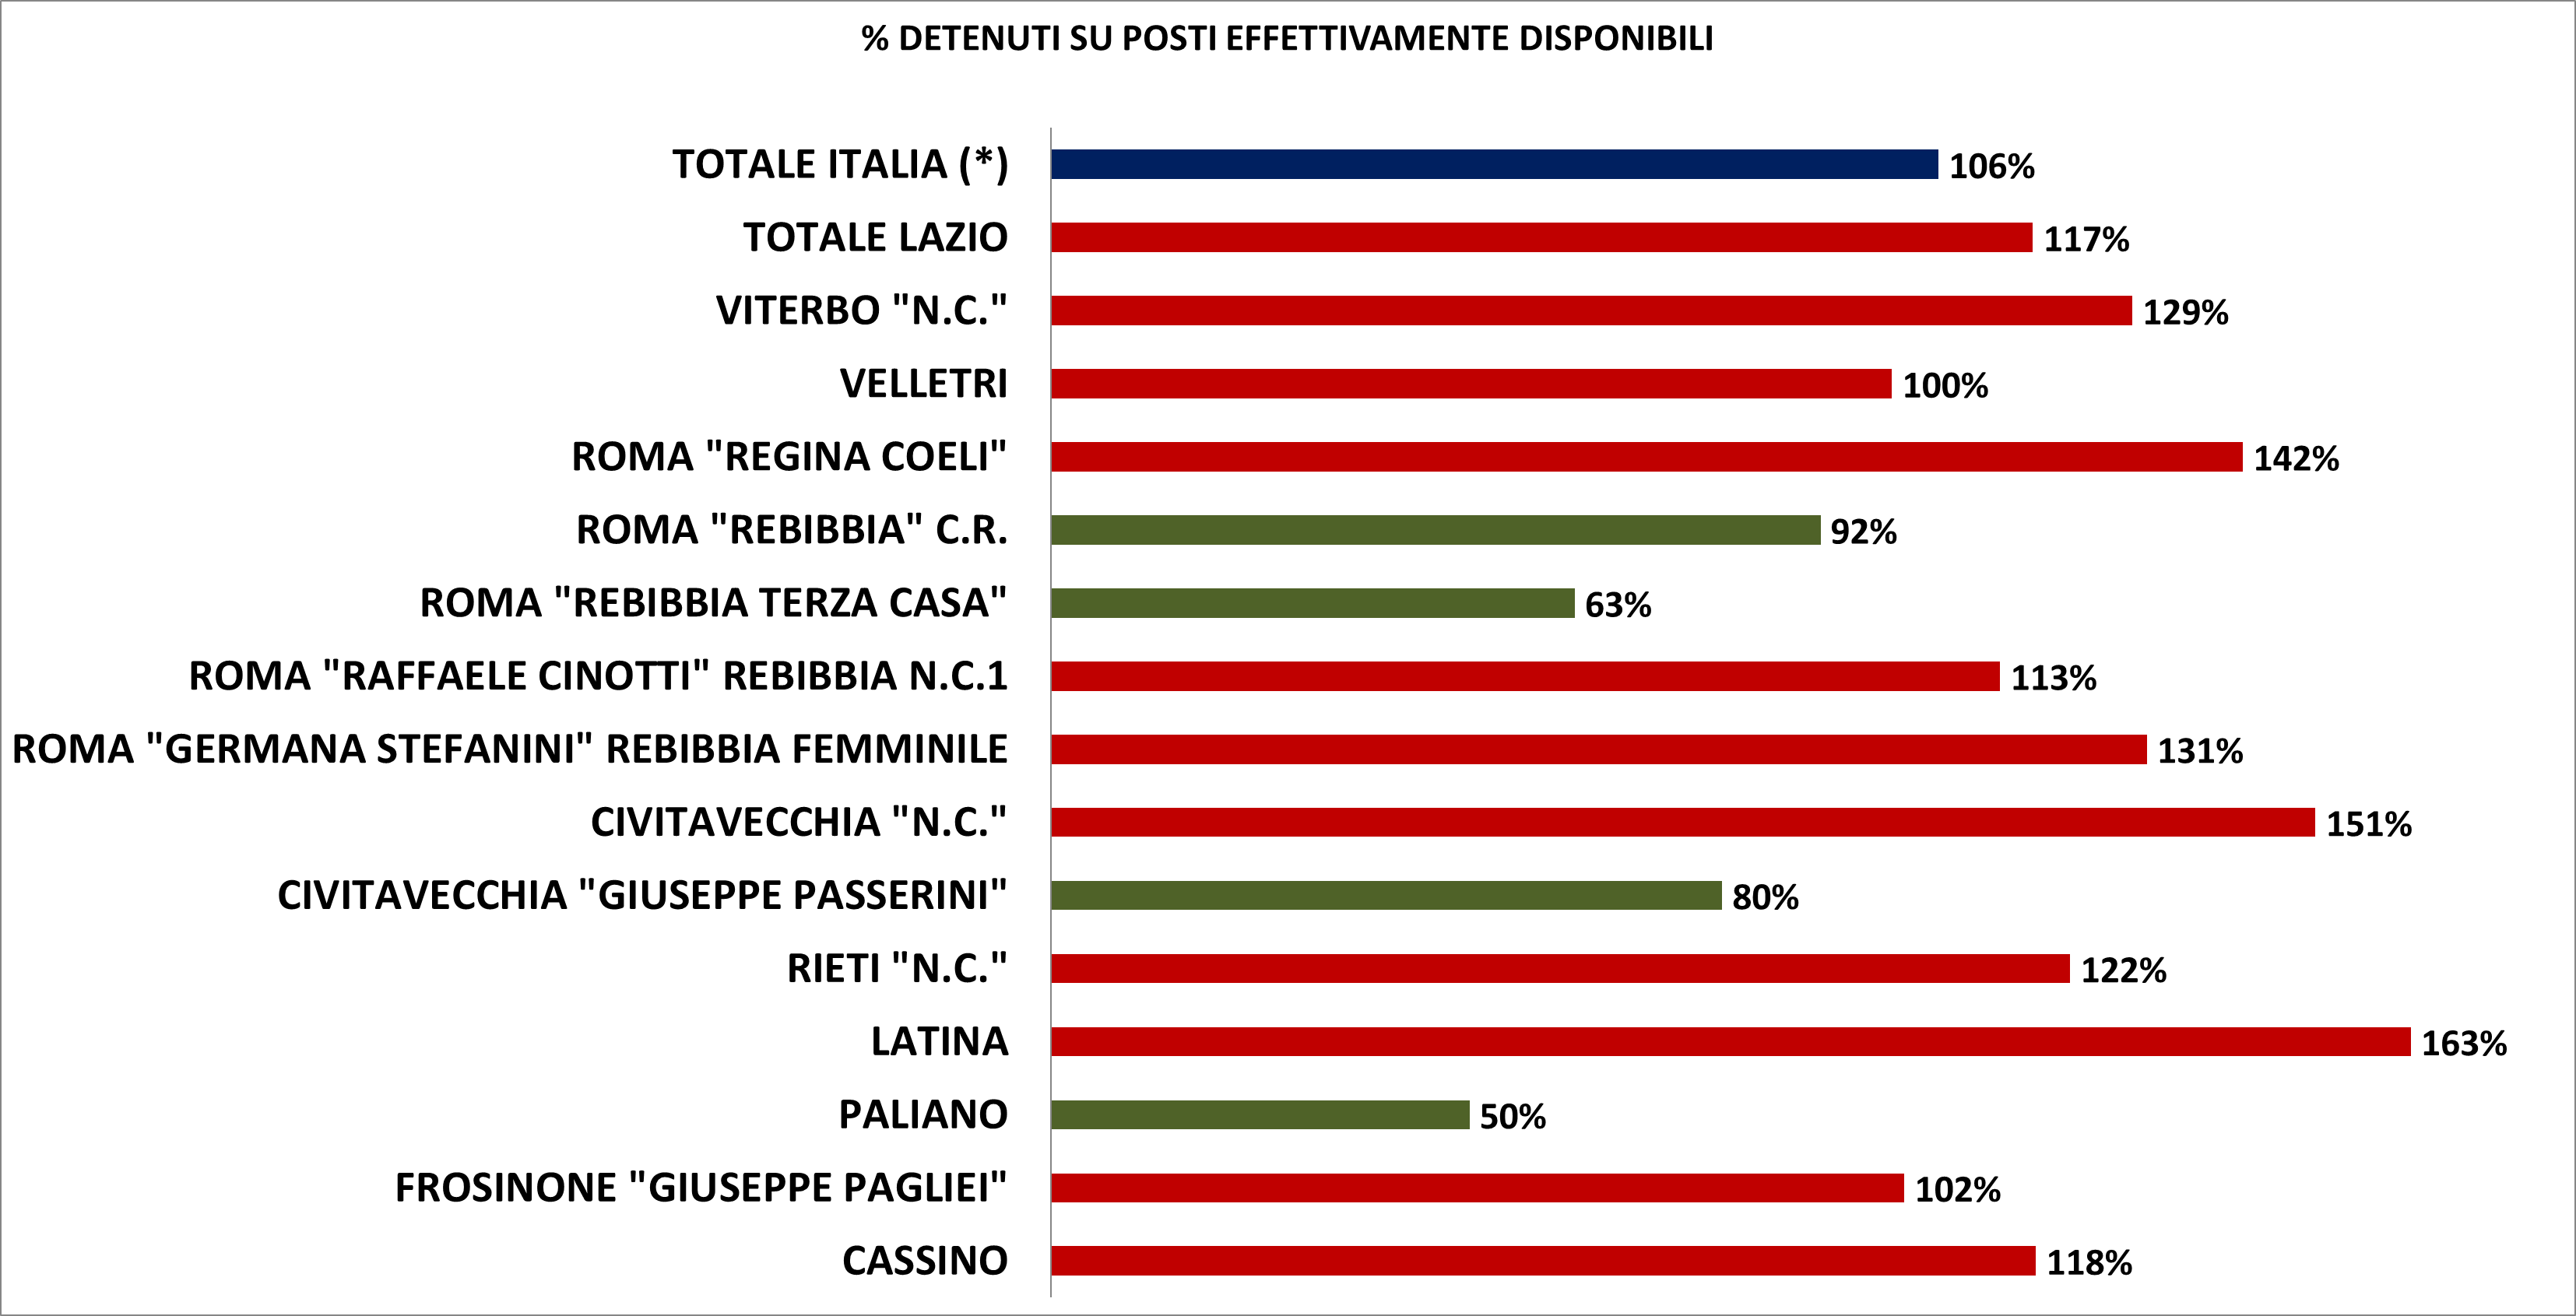 % DETENUTI SU POSTI EFFETTIVAMENTE DISPONIBILI
TOTALE ITALIA (*) 106%
TOTALE LAZIO 117%
VITERBO "N.C." 129%
VELLETRI 100%
ROMA "REGINA COELI" 142%
ROMA "REBIBBIA" C.R. 92%
ROMA "REBIBBIA TERZA CASA" 63%
ROMA "RAFFAELE CINOTTI" REBIBBIA N.C.1 113%
ROMA "GERMANA STEFANINI" REBIBBIA FEMMINILE 131%
CIVITAVECCHIA "N.C." 151%
CIVITAVECCHIA "GIUSEPPE PASSERINI" 80%
RIETI "N.C." 122%
LATINA 163%
PALIANO 50%
FROSINONE "GIUSEPPE PAGLIEI" 102%
CASSINO 118%